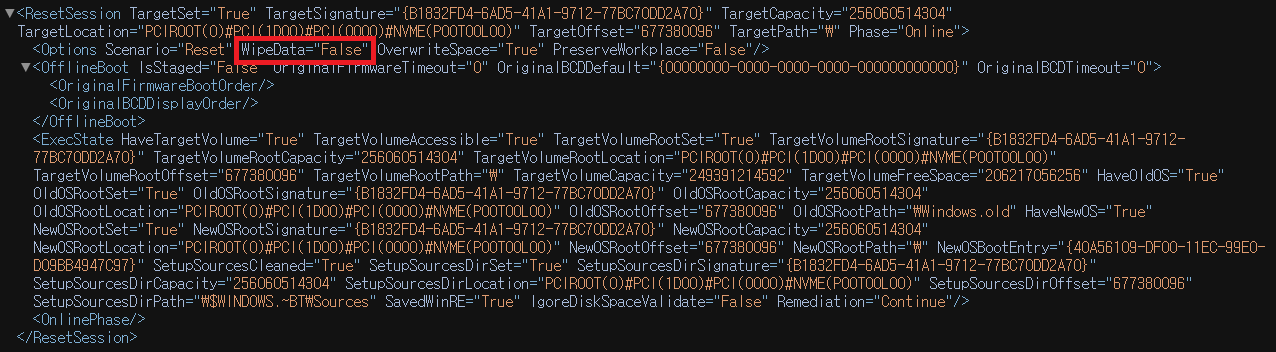 <ResetSession TargetSet="True" TargetSignature="{B1832FD4-6AD5-41A1-9712-77BC70DD2A70}" TargetCapacity="256060514304"
TargetLocation="PCIROOT(0)#PCI(1D00)#PCI(0000)#NVME(P00T00L00)" TargetOffset="677380096" TargetPath="₩" Phase="Online">
<Options Scenario="Reset" WipeData="False" OverwriteSpace="True" PreserveWorkplace="False"/>
<OfflineBoot IsStaged="False" OriginalFirmwareTimeout="0" OriginalBCDDefault="{00000000-0000-0000-0000-000000000000}" OriginalBCDTimeout="0">
<OriginalFirmwareBootOrder/>
<OriginalBCDDisplayOrder/>
</OfflineBoot>
<ExecState HaveTargetVolume="True" TargetVolumeAccessible="True" TargetVolumeRootSet="True" TargetVolumeRootSignature="{B1832FD4-6AD5-41A1-9712-
77BC70DD2A70}" TargetVolumeRootCapacity="256060514304" TargetVolumeRootLocation="PCIROOT(0)#PCI(1D00)#PCI(0000)#NVME(P00T00L00)"
TargetVolumeRootOffset="677380096" TargetVolumeRootPath="₩" TargetVolumeCapacity="249391214592" TargetVolumeFreeSpace="206217056256" HaveOldOS="True"
OldOSRootSet="True" OldOSRootSignature="{B1832FD4-6AD5-41A1-9712-77BC70DD2A70}" OldOSRootCapacity="256060514304"
OldOSRootLocation="PCIROOT(0)#PCI(1D00)#PCI(0000)#NVME(P00T00L00)" OldOSRootOffset="677380096" OldOSRootPath="₩Windows.old" HaveNewOS="True"
NewOSRootSet="True" NewOSRootSignature="{B1832FD4-6AD5-41A1-9712-77BC70DD2A70}" NewOSRootCapacity="256060514304"
NewOSRootLocation="PCIROOT(0)#PCI(1D00)#PCI(0000)#NVME(P00T00L00)" NewOSRootOffset="677380096" NewOSRootPath="₩" NewOSBootEntry="{40A56109-DF00-11EC-99E0-
D09BB4947C97}" SetupSourcesCleaned="True" SetupSourcesDirSet="True" SetupSourcesDirSignature="{B1832FD4-6AD5-41A1-9712-77BC70DD2A70}"
SetupSourcesDirCapacity="256060514304" SetupSourcesDirLocation="PCIROOT(0)#PCI(1D00)#PCI(0000)#NVME(P00T00L00)" SetupSourcesDirOffset="677380096"
SetupSourcesDirPath="₩$WINDOWS.~BT₩Sources" SavedWinRE="True" IgoreDiskSpaceValidate="False" Remediation="Continue"/>
<OnlinePhase/>
</ResetSession>